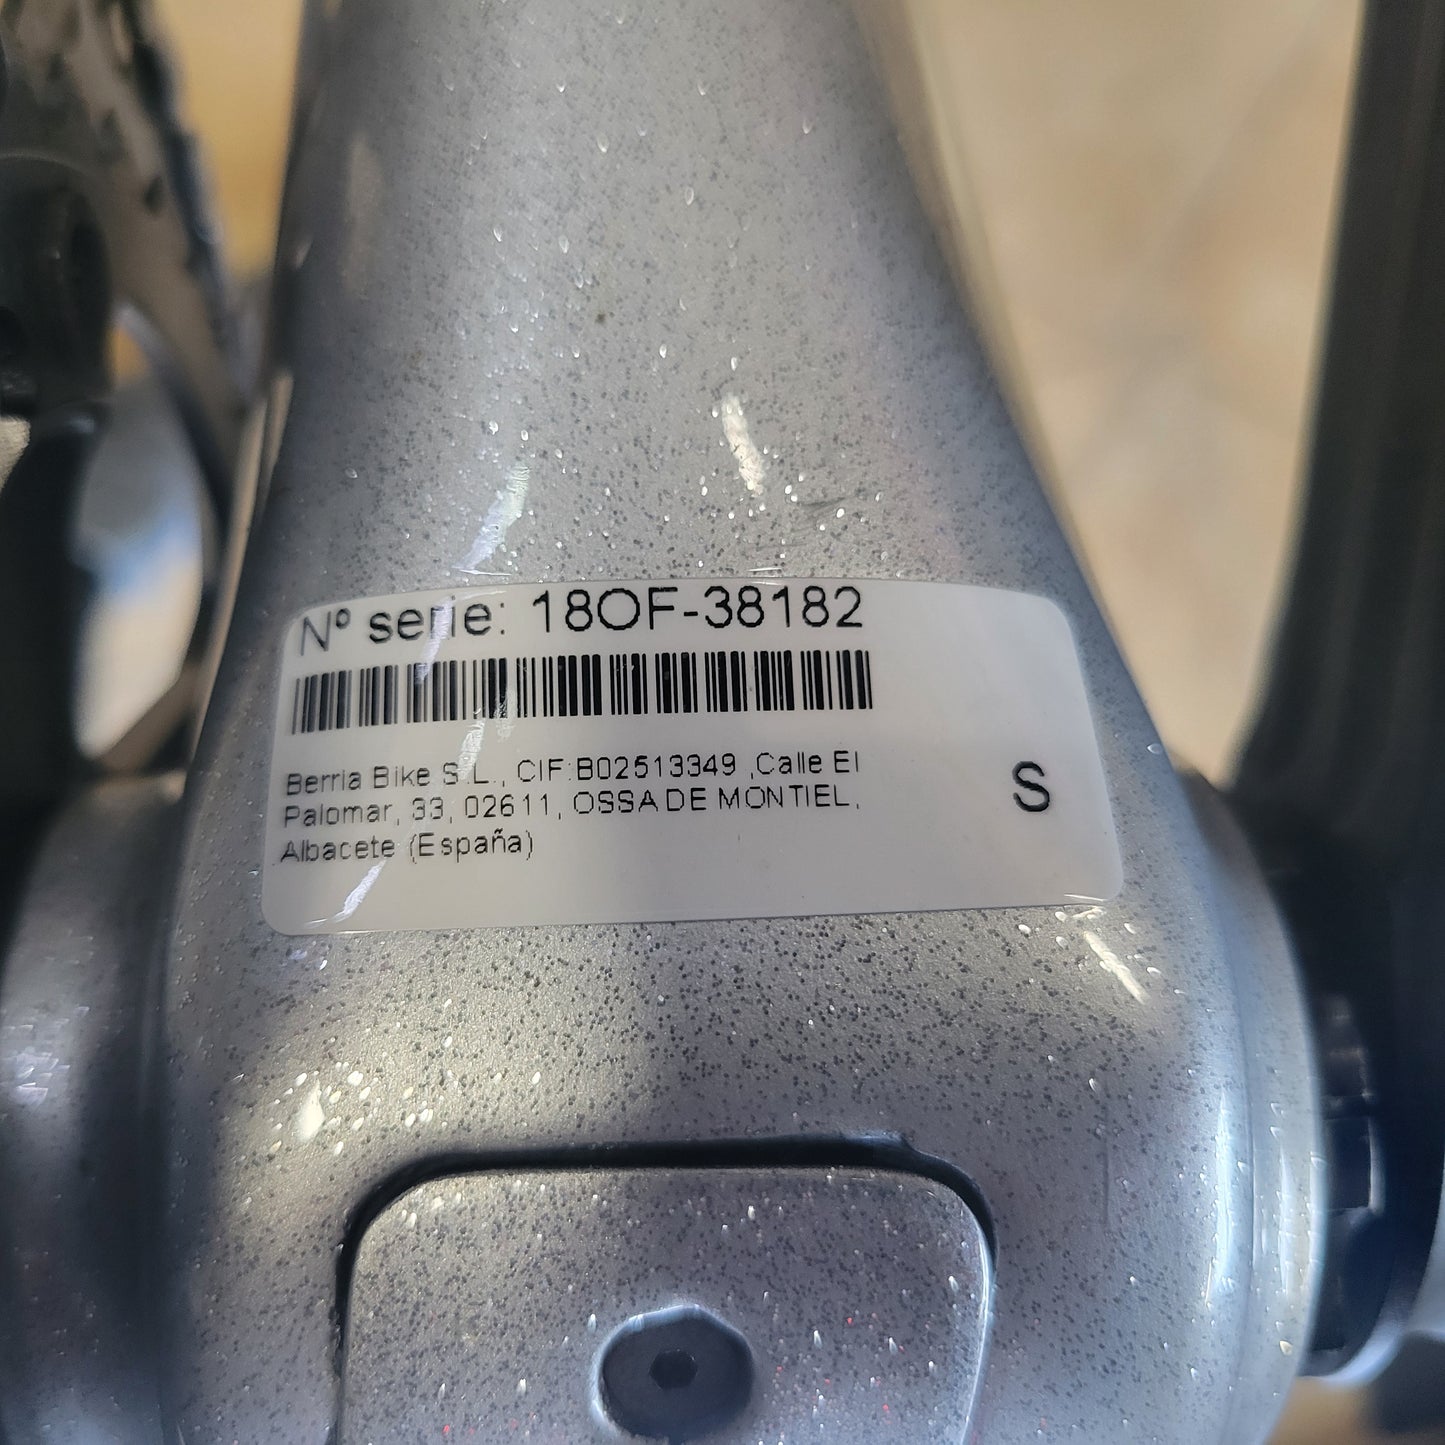 Nº serie: 18OF-38182
Berria Bike S.L., CIF:B02513349 ,Calle El
Palomar, 33, 02611, OSSA DE MONTIEL,
Albacete (España)
S